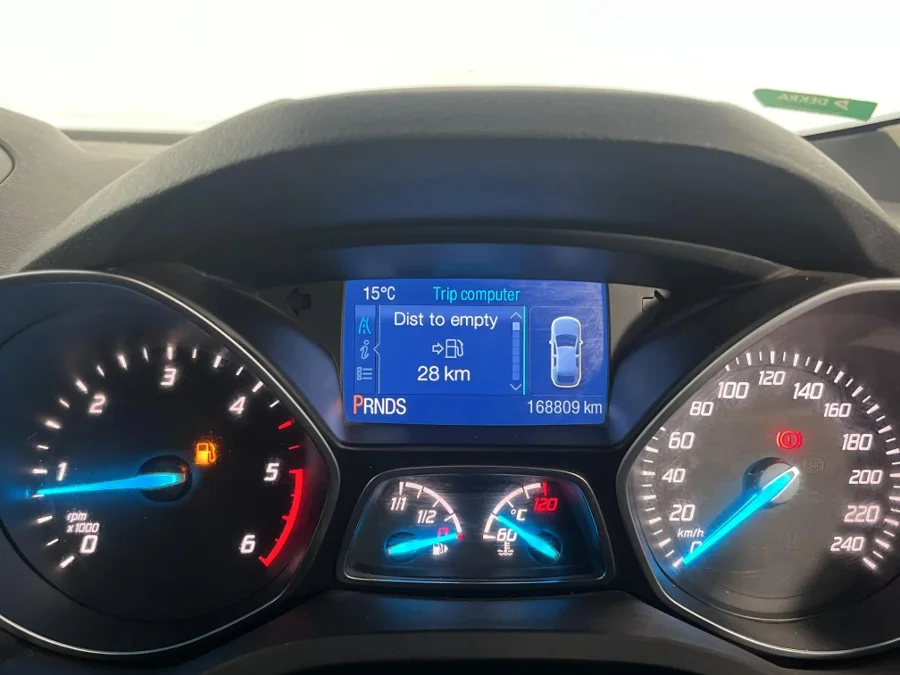 DEKRA
15°C Trip computer
Dist to empty
28 km
PRNDS 168809 km
0 1 2 3 4 5 6
rpm
x1000
1/1 1/2 0
60 °C 120
0 20 40 60 80 100 120 140 160 180 200 220 240
km/h